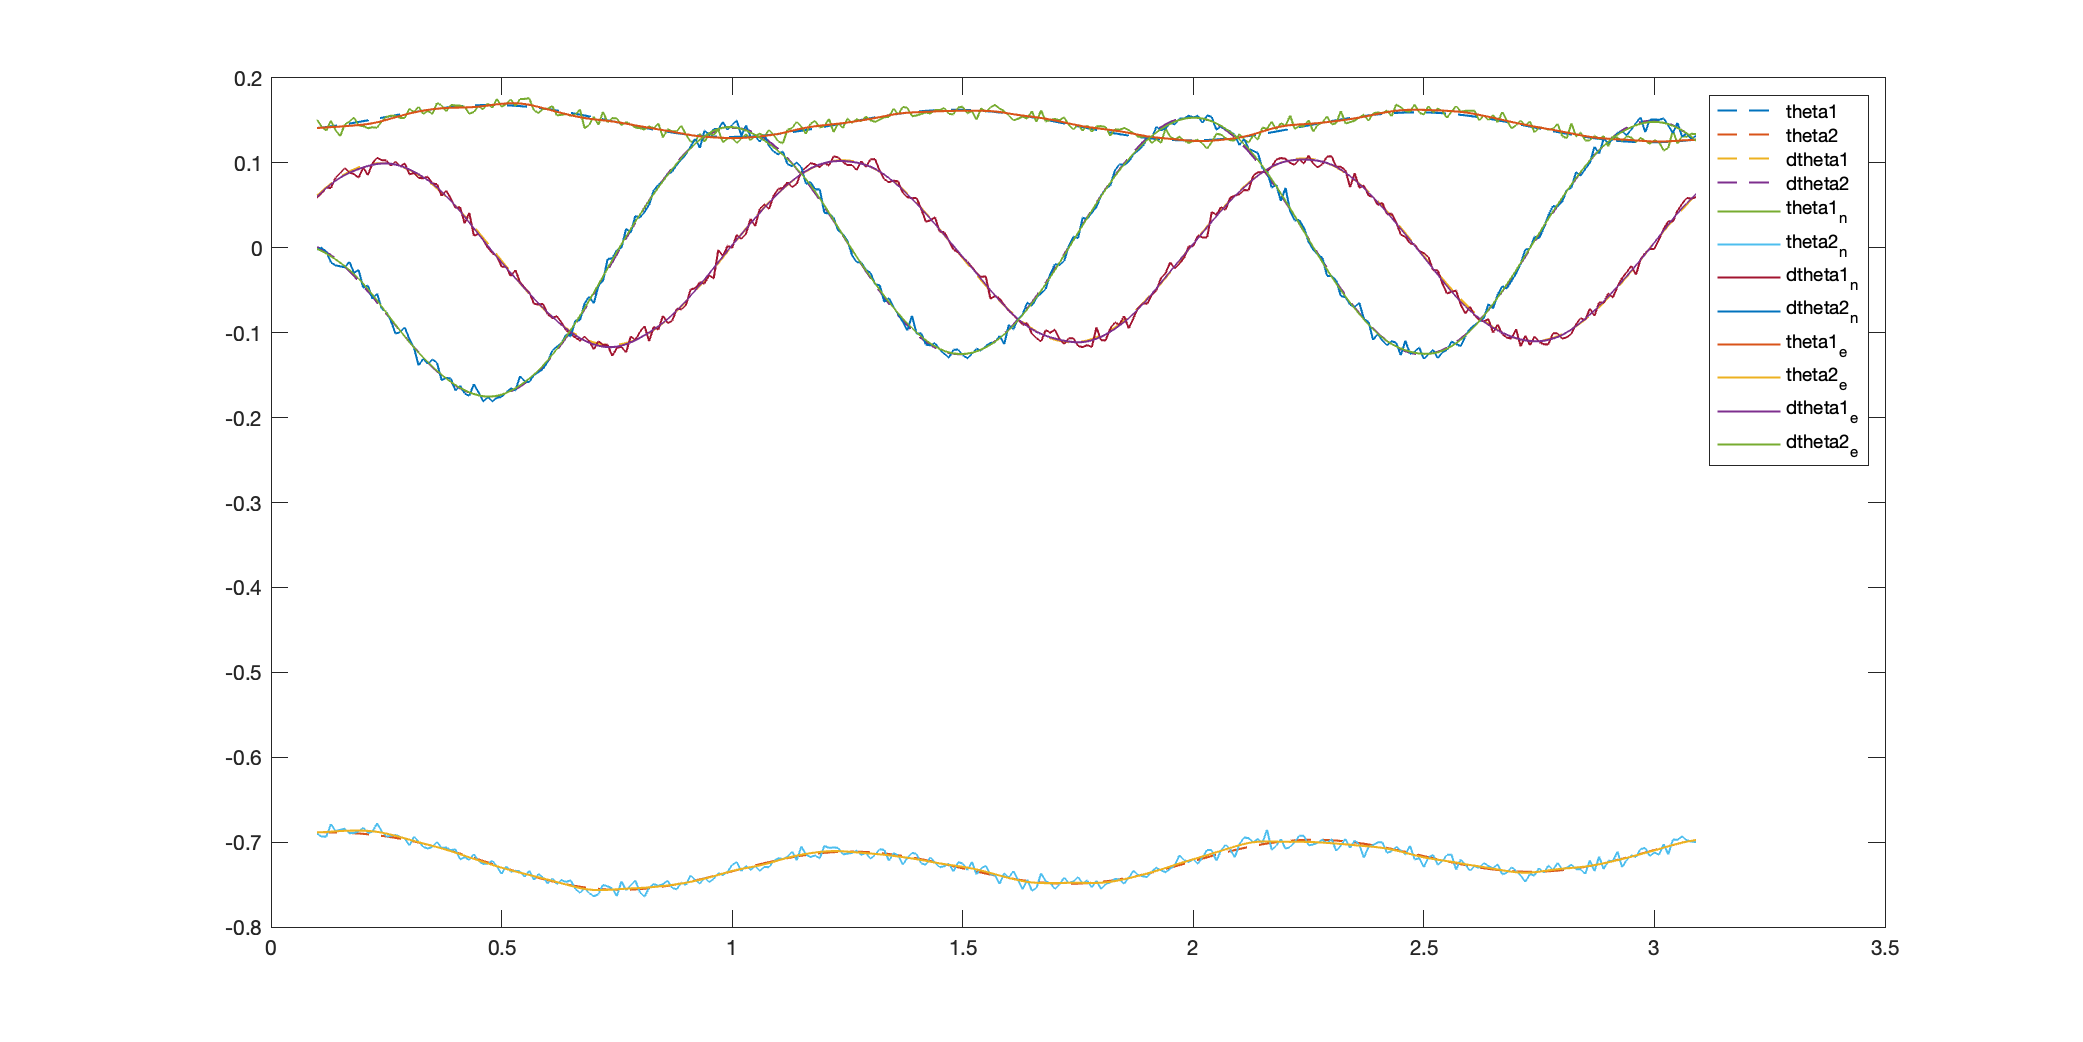 0.2
0.1
0
-0.1
-0.2
-0.3
-0.4
-0.5
-0.6
-0.7
-0.8
0 0.5 1 1.5 2 2.5 3 3.5
theta1
theta2
dtheta1
dtheta2
theta1n
theta2n
dtheta1n
dtheta2n
theta1e
theta2e
dtheta1e
dtheta2e